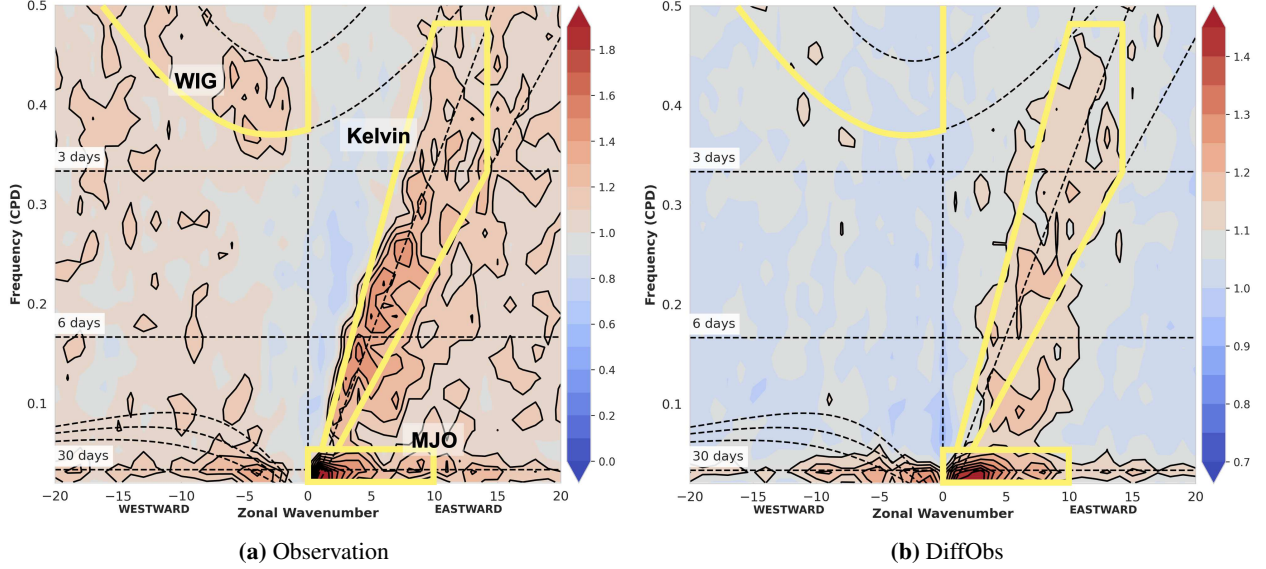 0.5
0.4
0.3
0.2
0.1
Frequency (CPD)
WIG
Kelvin
MJO
3 days
6 days
30 days
−20 −15 −10 −5 0 5 10 15 20
WESTWARD Zonal Wavenumber EASTWARD
1.8
1.6
1.4
1.2
1.0
0.8
0.6
0.4
0.2
0.0
(a) Observation
0.5
0.4
0.3
0.2
0.1
Frequency (CPD)
3 days
6 days
30 days
−20 −15 −10 −5 0 5 10 15 20
WESTWARD Zonal Wavenumber EASTWARD
1.4
1.3
1.2
1.1
1.0
0.9
0.8
0.7
(b) DiffObs